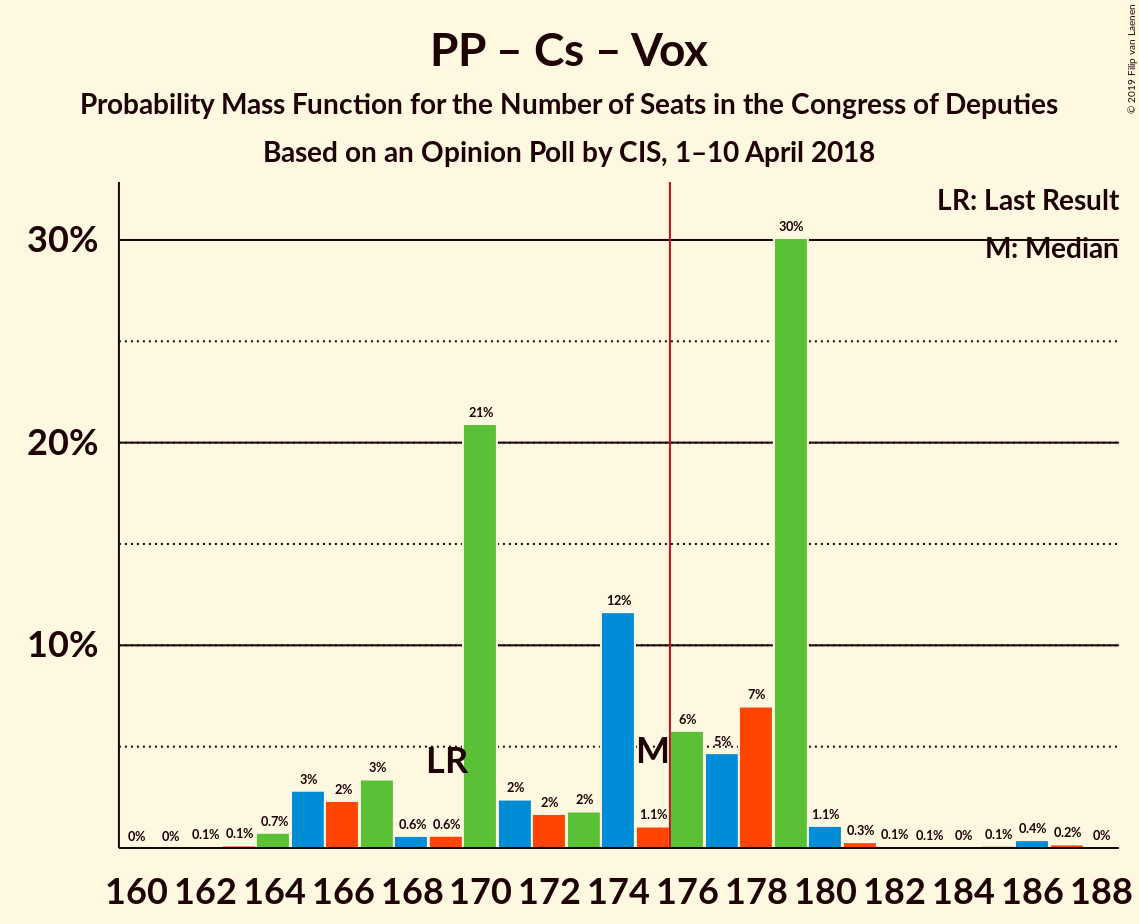 PP – Cs – Vox
Probability Mass Function for the Number of Seats in the Congress of Deputies
Based on an Opinion Poll by CIS, 1–10 April 2018
© 2019 Filip van Laenen
LR: Last Result
M: Median
30%
20%
10%
0% 0% 0.1% 0.1% 0.7% 3% 2% 3% 0.6% 0.6% 21% 2% 2% 2% 12% 1.1% 6% 5% 7% 30% 1.1% 0.3% 0.1% 0.1% 0% 0.1% 0.4% 0.2% 0%
LR
M
160 162 164 166 168 170 172 174 176 178 180 182 184 186 188